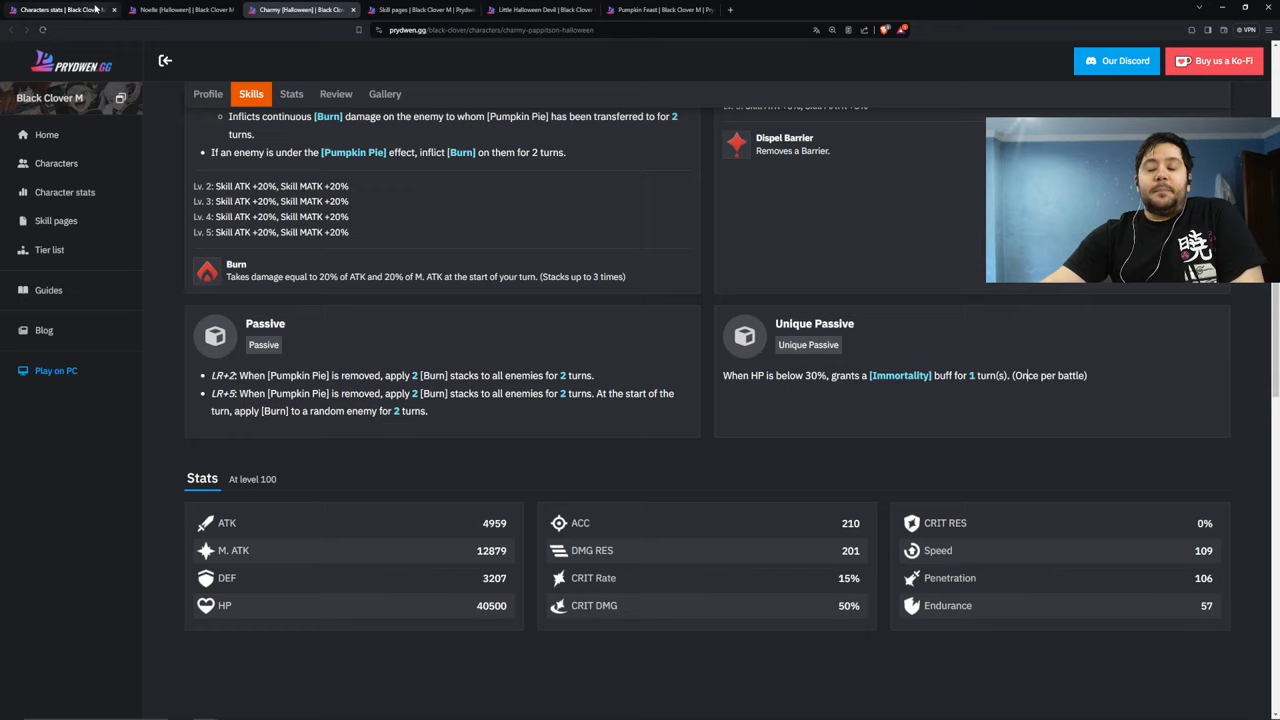 Characters stats | Black Clover
Noelle [Halloween] | Black Clover M
Charmy [Halloween] | Black Clo
Skill pages | Black Clover M | Prydw
Little Halloween Devil | Black Clove
Pumpkin Feast | Black Clover M | Pry
prydwen.gg/black-clover/characters/charmy-pappitson-halloween
VPN
PRYDWEN.GG
Our Discord
Buy us a Ko-Fi
Black Clover M
Home
Characters
Character stats
Skill pages
Tier list
Guides
Blog
Play on PC
Profile
Skills
Stats
Review
Gallery
Inflicts continuous [Burn] damage on the enemy to whom [Pumpkin Pie] has been transferred to for 2
turns.
If an enemy is under the [Pumpkin Pie] effect, inflict [Burn] on them for 2 turns.
Lv. 2: Skill ATK +20%, Skill MATK +20%
Lv. 3: Skill ATK +20%, Skill MATK +20%
Lv. 4: Skill ATK +20%, Skill MATK +20%
Lv. 5: Skill ATK +20%, Skill MATK +20%
Burn
Takes damage equal to 20% of ATK and 20% of M. ATK at the start of your turn. (Stacks up to 3 times)
Dispel Barrier
Removes a Barrier.
暁
Passive
Passive
LR+2: When [Pumpkin Pie] is removed, apply 2 [Burn] stacks to all enemies for 2 turns.
LR+5: When [Pumpkin Pie] is removed, apply 2 [Burn] stacks to all enemies for 2 turns. At the start of the
turn, apply [Burn] to a random enemy for 2 turns.
Unique Passive
Unique Passive
When HP is below 30%, grants a [Immortality] buff for 1 turn(s). (Once per battle)
Stats At level 100
ATK 4959
M. ATK 12879
DEF 3207
HP 40500
ACC 210
DMG RES 201
CRIT Rate 15%
CRIT DMG 50%
CRIT RES 0%
Speed 109
Penetration 106
Endurance 57